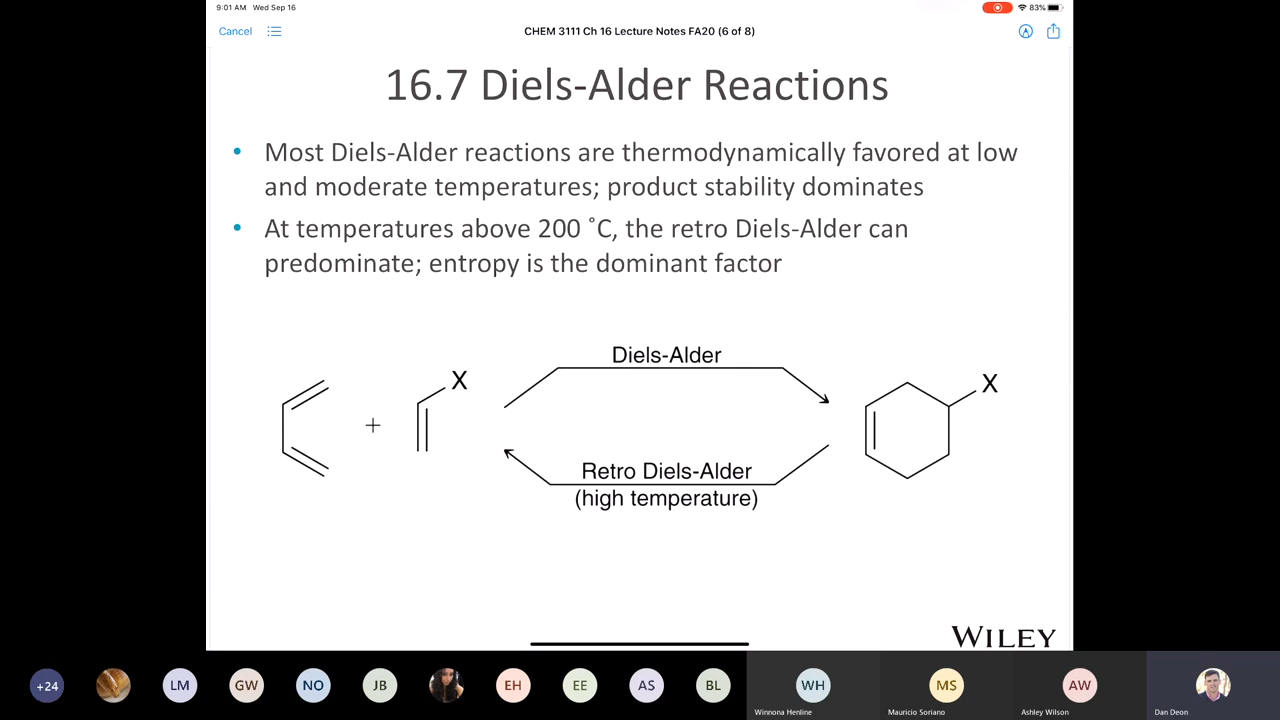 9:01 AM Wed Sep 16
83%
Cancel
CHEM 3111 Ch 16 Lecture Notes FA20 (6 of 8)
16.7 Diels-Alder Reactions
• Most Diels-Alder reactions are thermodynamically favored at low
and moderate temperatures; product stability dominates
• At temperatures above 200 ˚C, the retro Diels-Alder can
predominate; entropy is the dominant factor
Diels-Alder
X
+
X
Retro Diels-Alder
(high temperature)
WILEY
+24
LM
GW
NO
JB
EH
EE
AS
BL
WH
MS
AW
Winnona Henline
Mauricio Soriano
Ashley Wilson
Dan Deon